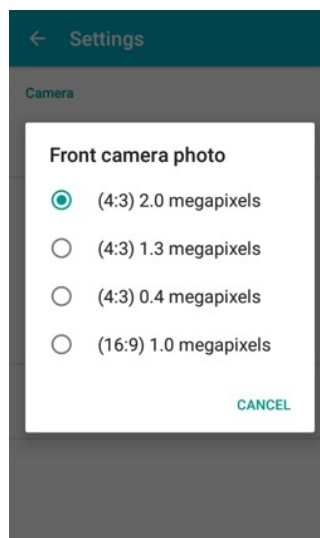 Settings
Camera
Front camera photo
(4:3) 2.0 megapixels
(4:3) 1.3 megapixels
(4:3) 0.4 megapixels
(16:9) 1.0 megapixels
CANCEL